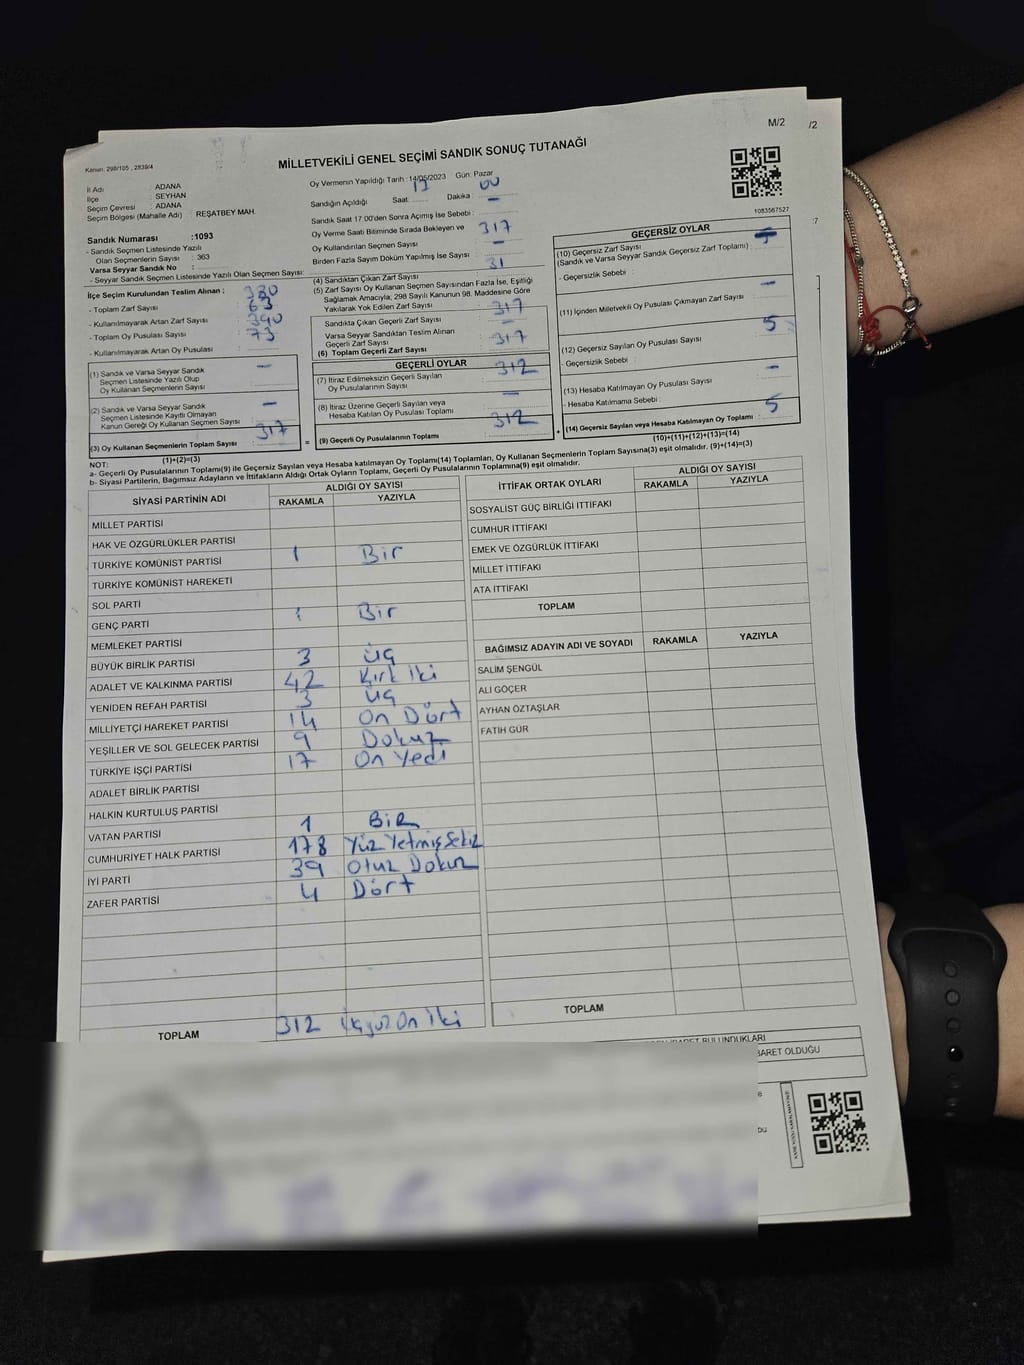 M/2
/2
Kanun: 298/105 , 2839/4
MİLLETVEKİLİ GENEL SEÇİMİ SANDIK SONUÇ TUTANAĞI
İl Adı ADANA
İlçe SEYHAN
Seçim Çevresi ADANA
Seçim Bölgesi (Mahalle Adı) : REŞATBEY MAH.
Oy Vermenin Yapıldığı Tarih : 14/05/2023 Gün: Pazar
Sandığın Açıldığı Saat: 17 Dakika : 00
Sandık Saat 17.00'den Sonra Açımış İse Sebebi : –
Oy Verme Saati Bitiminde Sırada Bekleyen ve
Oy Kullandırılan Seçmen Sayısı 317
Birden Fazla Sayım Döküm Yapılmış İse Sayısı : –
1083567527
Sandık Numarası :1093
- Sandık Seçmen Listesinde Yazılı
Olan Seçmenlerin Sayısı : 363
Varsa Seyyar Sandık No :
- Seyyar Sandık Seçmen Listesinde Yazılı Olan Seçmen Sayısı:
İlçe Seçim Kurulundan Teslim Alınan :
- Toplam Zarf Sayısı : 380
- Kullanılmayarak Artan Zarf Sayısı : 63
- Toplam Oy Pusulası Sayısı : 390
- Kullanılmayarak Artan Oy Pusulası : 73
(1) Sandık ve Varsa Seyyar Sandık
Seçmen Listesinde Yazılı Olup
Oy Kullanan Seçmenlerin Sayısı –
(2) Sandık ve Varsa Seyyar Sandık
Seçmen Listesinde Kayıtlı Olmayan
Kanun Gereği Oy Kullanan Seçmen Sayısı –
(3) Oy Kullanan Seçmenlerin Toplam Sayısı 317
(1)+(2)=(3)
(4) Sandıktan Çıkan Zarf Sayısı 31
(5) Zarf Sayısı Oy Kullanan Seçmen Sayısından Fazla İse, Eşitliği
Sağlamak Amacıyla; 298 Sayılı Kanunun 98. Maddesine Göre
Yakılarak Yok Edilen Zarf Sayısı
Sandıkta Çıkan Geçerli Zarf Sayısı 317
Varsa Seyyar Sandıktan Teslim Alınan
Geçerli Zarf Sayısı –
(6) Toplam Geçerli Zarf Sayısı 317
GEÇERLİ OYLAR
(7) İtiraz Edilmeksizin Geçerli Sayılan
Oy Pusulalarının Sayısı 312
(8) İtiraz Üzerine Geçerli Sayılan veya
Hesaba Katılan Oy Pusulası Toplamı –
(9) Geçerli Oy Pusulalarının Toplamı 312
GEÇERSİZ OYLAR
(10) Geçersiz Zarf Sayısı
(Sandık ve Varsa Seyyar Sandık Geçersiz Zarf Toplamı) :
- Geçersizlik Sebebi :
(11) İçinden Milletvekili Oy Pusulası Çıkmayan Zarf Sayısı –
(12) Geçersiz Sayılan Oy Pusulası Sayısı : 5
- Geçersizlik Sebebi :
(13) Hesaba Katılmayan Oy Pusulası Sayısı –
- Hesaba Katılmama Sebebi :
(14) Geçersiz Sayılan veya Hesaba Katılmayan Oy Toplamı : 5
(10)+(11)+(12)+(13)=(14)
NOT:
a- Geçerli Oy Pusulalarının Toplamı(9) ile Geçersiz Sayılan veya Hesaba katılmayan Oy Toplamı(14) Toplamları, Oy Kullanan Seçmenlerin Toplam Sayısına(3) eşit olmalıdır. (9)+(14)=(3)
b- Siyasi Partilerin, Bağımsız Adayların ve İttifakların Aldığı Ortak Oyların Toplamı, Geçerli Oy Pusulalarının Toplamına(9) eşit olmalıdır.
SİYASİ PARTİNİN ADI ALDIĞI OY SAYISI
RAKAMLA YAZIYLA
MİLLET PARTİSİ
HAK VE ÖZGÜRLÜKLER PARTİSİ
TÜRKİYE KOMÜNİST PARTİSİ 1 Bir
TÜRKİYE KOMÜNİST HAREKETİ
SOL PARTİ
GENÇ PARTİ 1 Bir
MEMLEKET PARTİSİ
BÜYÜK BİRLİK PARTİSİ 3 üç
ADALET VE KALKINMA PARTİSİ 42 Kırk iki
YENİDEN REFAH PARTİSİ 3 üç
MİLLİYETÇİ HAREKET PARTİSİ 14 On Dört
YEŞİLLER VE SOL GELECEK PARTİSİ 9 Dokuz
TÜRKİYE İŞÇİ PARTİSİ 17 On Yedi
ADALET BİRLİK PARTİSİ
HALKIN KURTULUŞ PARTİSİ
VATAN PARTİSİ 1 BiR
CUMHURİYET HALK PARTİSİ 178 Yüz Yetmiş Sekiz
İYİ PARTİ 39 Otuz Dokuz
ZAFER PARTİSİ 4 Dört
TOPLAM 312 üçyüz On İki
İTTİFAK ORTAK OYLARI ALDIĞI OY SAYISI
RAKAMLA YAZIYLA
SOSYALİST GÜÇ BİRLİĞİ İTTİFAKI
CUMHUR İTTİFAKI
EMEK VE ÖZGÜRLÜK İTTİFAKI
MİLLET İTTİFAKI
ATA İTTİFAKI
TOPLAM
BAĞIMSIZ ADAYIN ADI VE SOYADI RAKAMLA YAZIYLA
SALİM ŞENGÜL
ALİ GÖÇER
AYHAN ÖZTAŞLAR
FATİH GÜR
TOPLAM
BULUNDUKLARI
BARET OLDUĞU